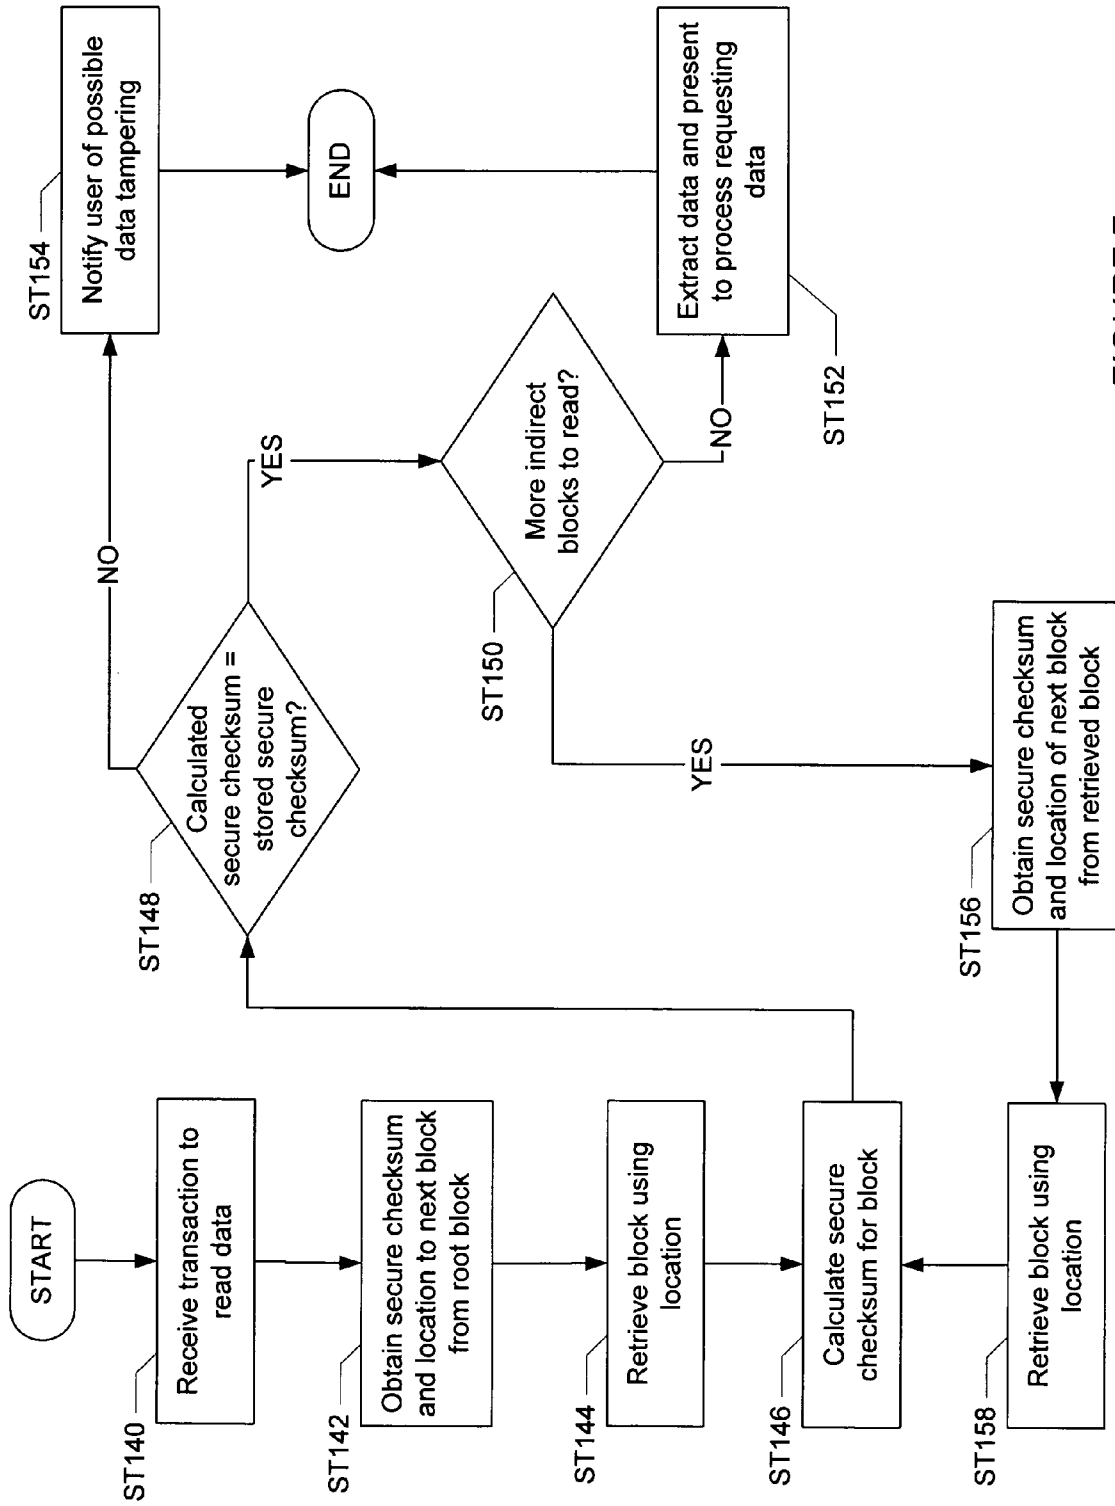 START
ST140
Receive transaction to
read data
ST142
Obtain secure checksum
and location to next block
from root block
ST144
Retrieve block using
location
ST146
Calculate secure
checksum for block
ST158
Retrieve block using
location
ST148
Calculated
secure checksum =
stored secure
checksum?
NO
YES
ST154
Notify user of possible
data tampering
END
ST150
More indirect
blocks to read?
NO
YES
ST152
Extract data and present
to process requesting
data
ST156
Obtain secure checksum
and location of next block
from retrieved block